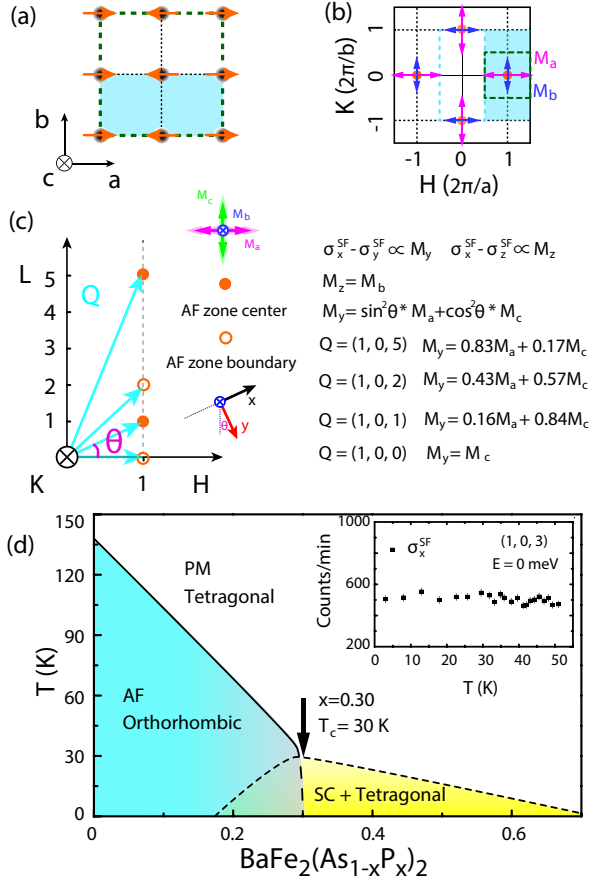 (a)
b
c
a
(b)
K (2π/b)
1
0
-1
M_a
M_b
-1 0 1
H (2π/a)
(c)
M_c
M_b
M_a
L
5
4
3
2
1
0
Q
θ
K
1
H
AF zone center
AF zone boundary
x
y
θ
σ_x^SF - σ_y^SF ∝ M_y σ_x^SF - σ_z^SF ∝ M_z
M_z = M_b
M_y = sin²θ* M_a + cos²θ* M_c
Q = (1, 0, 5) M_y = 0.83M_a + 0.17M_c
Q = (1, 0, 2) M_y = 0.43M_a + 0.57M_c
Q = (1, 0, 1) M_y = 0.16M_a + 0.84M_c
Q = (1, 0, 0) M_y = M_c
(d)
T (K)
150
120
90
60
30
0
PM
Tetragonal
AF
Orthorhombic
x=0.30
T_c = 30 K
SC + Tetragonal
0 0.2 0.4 0.6
BaFe₂(As₁₋ₓPₓ)₂
Counts/min
1000
600
200
σ_x^SF
(1, 0, 3)
E = 0 meV
0 10 20 30 40 50
T (K)